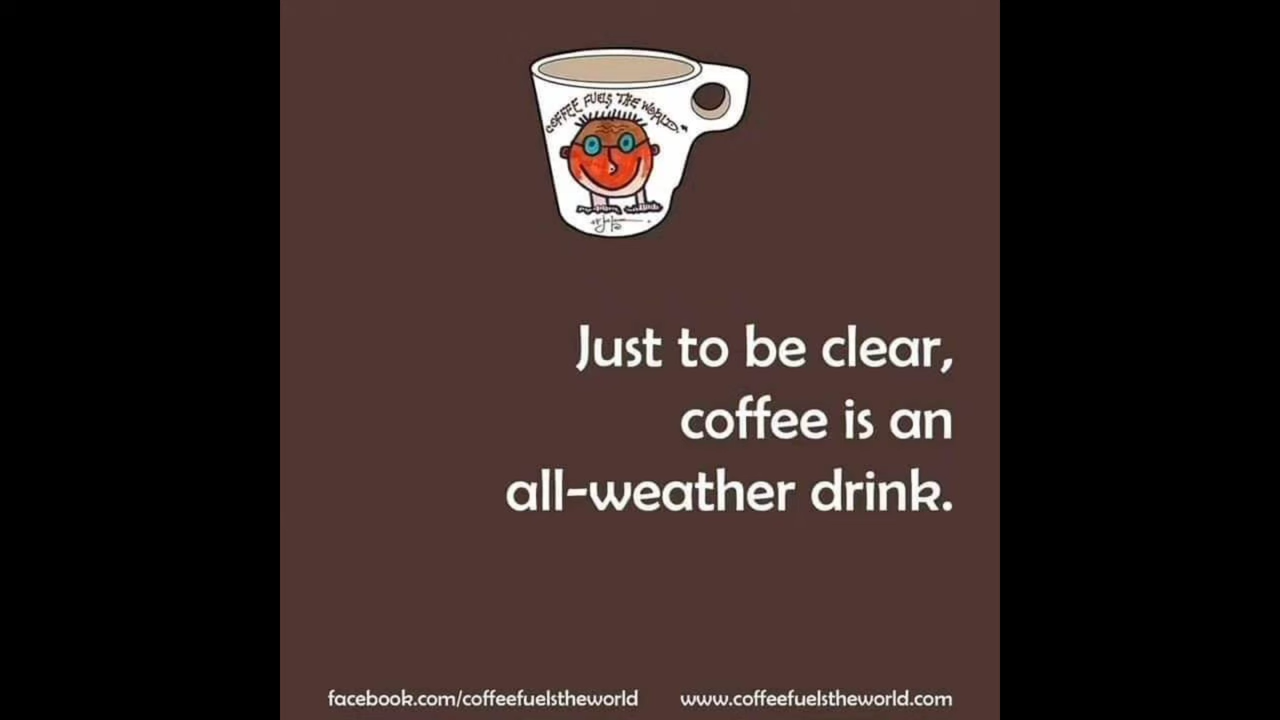 COFFEE FUELS THE WORLD."
Just to be clear,
coffee is an
all-weather drink.
facebook.com/coffeefuelstheworld www.coffeefuelstheworld.com